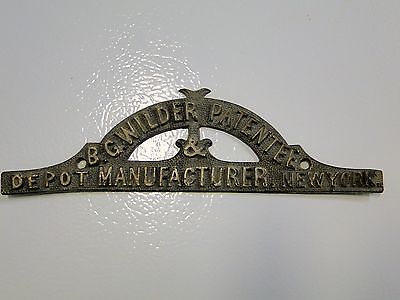 B.G. WILDER PATENTEE
&
DEPOT MANUFACTURER NEW YORK